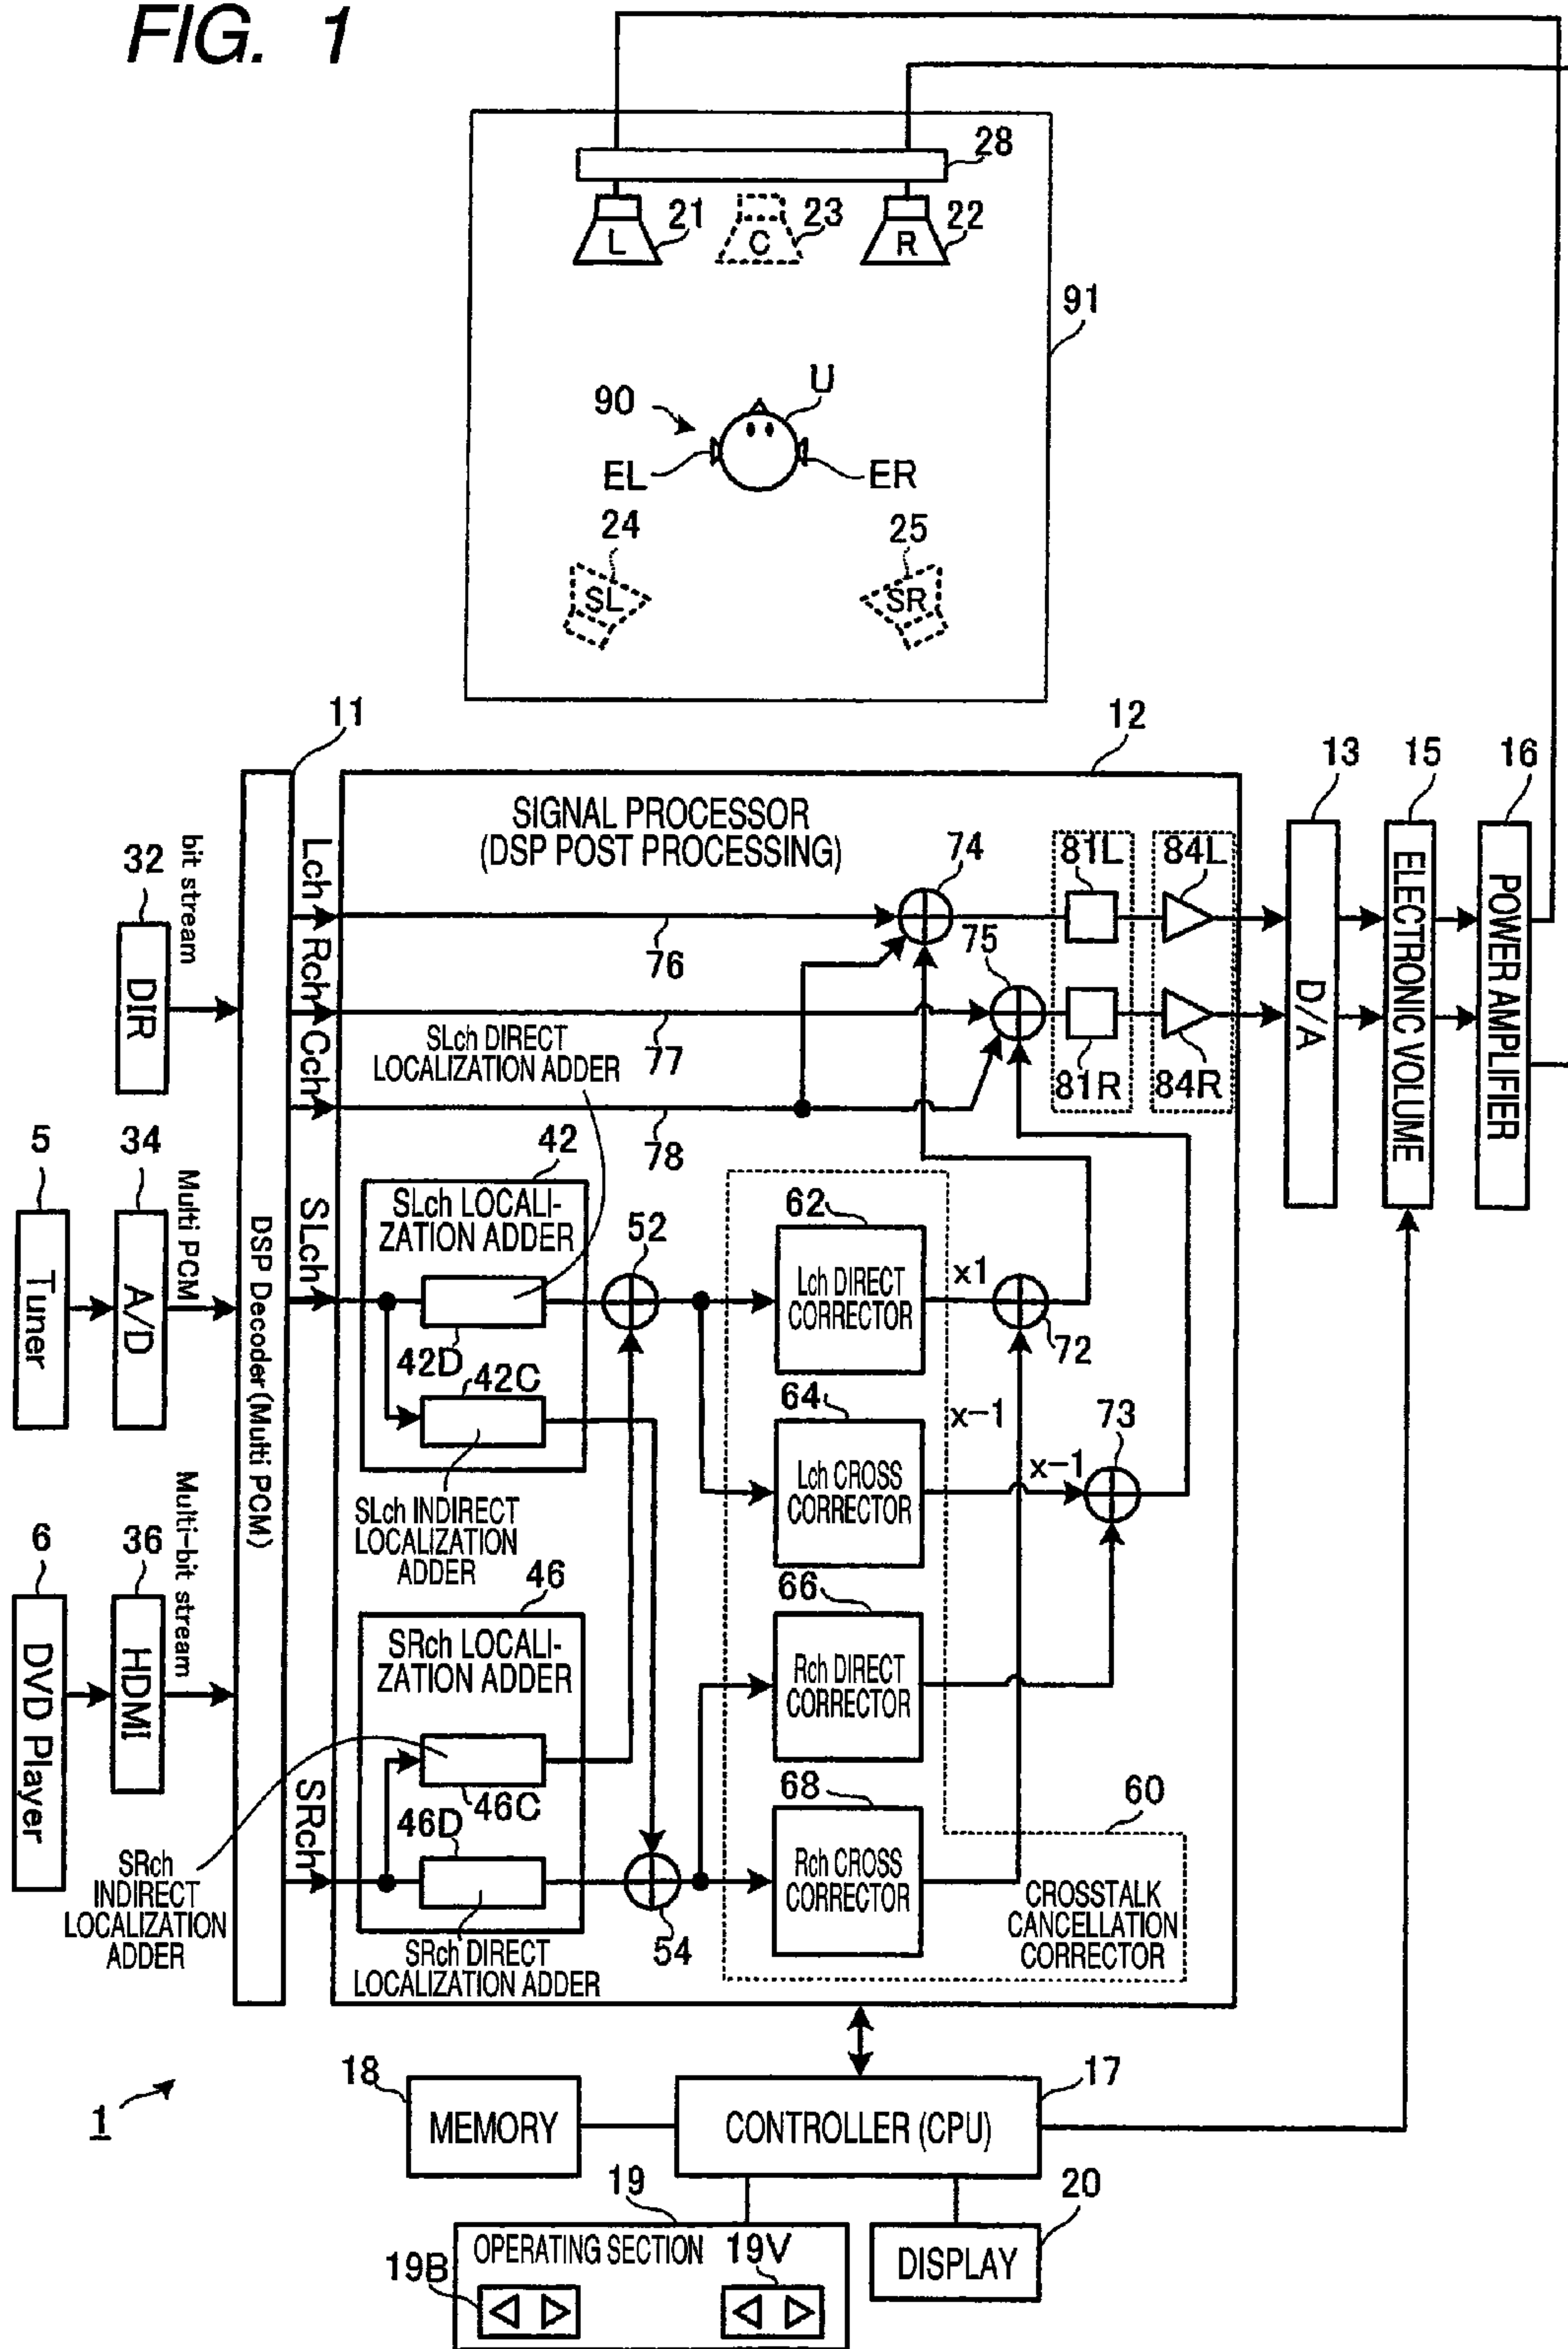 FIG. 1
28
21
23
22
L
C
R
91
90
U
EL
ER
24
25
SL
SR
11
12
13
15
16
SIGNAL PROCESSOR
(DSP POST PROCESSING)
74
81L
84L
32
bit stream
DIR
Lch
Rch
Cch
76
75
77
SLch DIRECT
LOCALIZATION ADDER
81R
84R
D/A
ELECTRONIC VOLUME
POWER AMPLIFIER
78
5
34
Multi PCM
Tuner
A/D
DSP Decoder(Multi PCM)
SLch
42
SLch LOCALI-
ZATION ADDER
52
62
Lch DIRECT
CORRECTOR
x1
72
42D
42C
64
x-1
73
Lch CROSS
CORRECTOR
x-1
SLch INDIRECT
LOCALIZATION
ADDER
6
36
Multi-bit stream
DVD Player
HDMI
46
SRch LOCALI-
ZATION ADDER
66
Rch DIRECT
CORRECTOR
46C
46D
SRch
68
60
Rch CROSS
CORRECTOR
SRch
INDIRECT
LOCALIZATION
ADDER
54
CROSSTALK
CANCELLATION
CORRECTOR
SRch DIRECT
LOCALIZATION ADDER
1
18
17
MEMORY
CONTROLLER (CPU)
19
20
OPERATING SECTION
19V
19B
DISPLAY